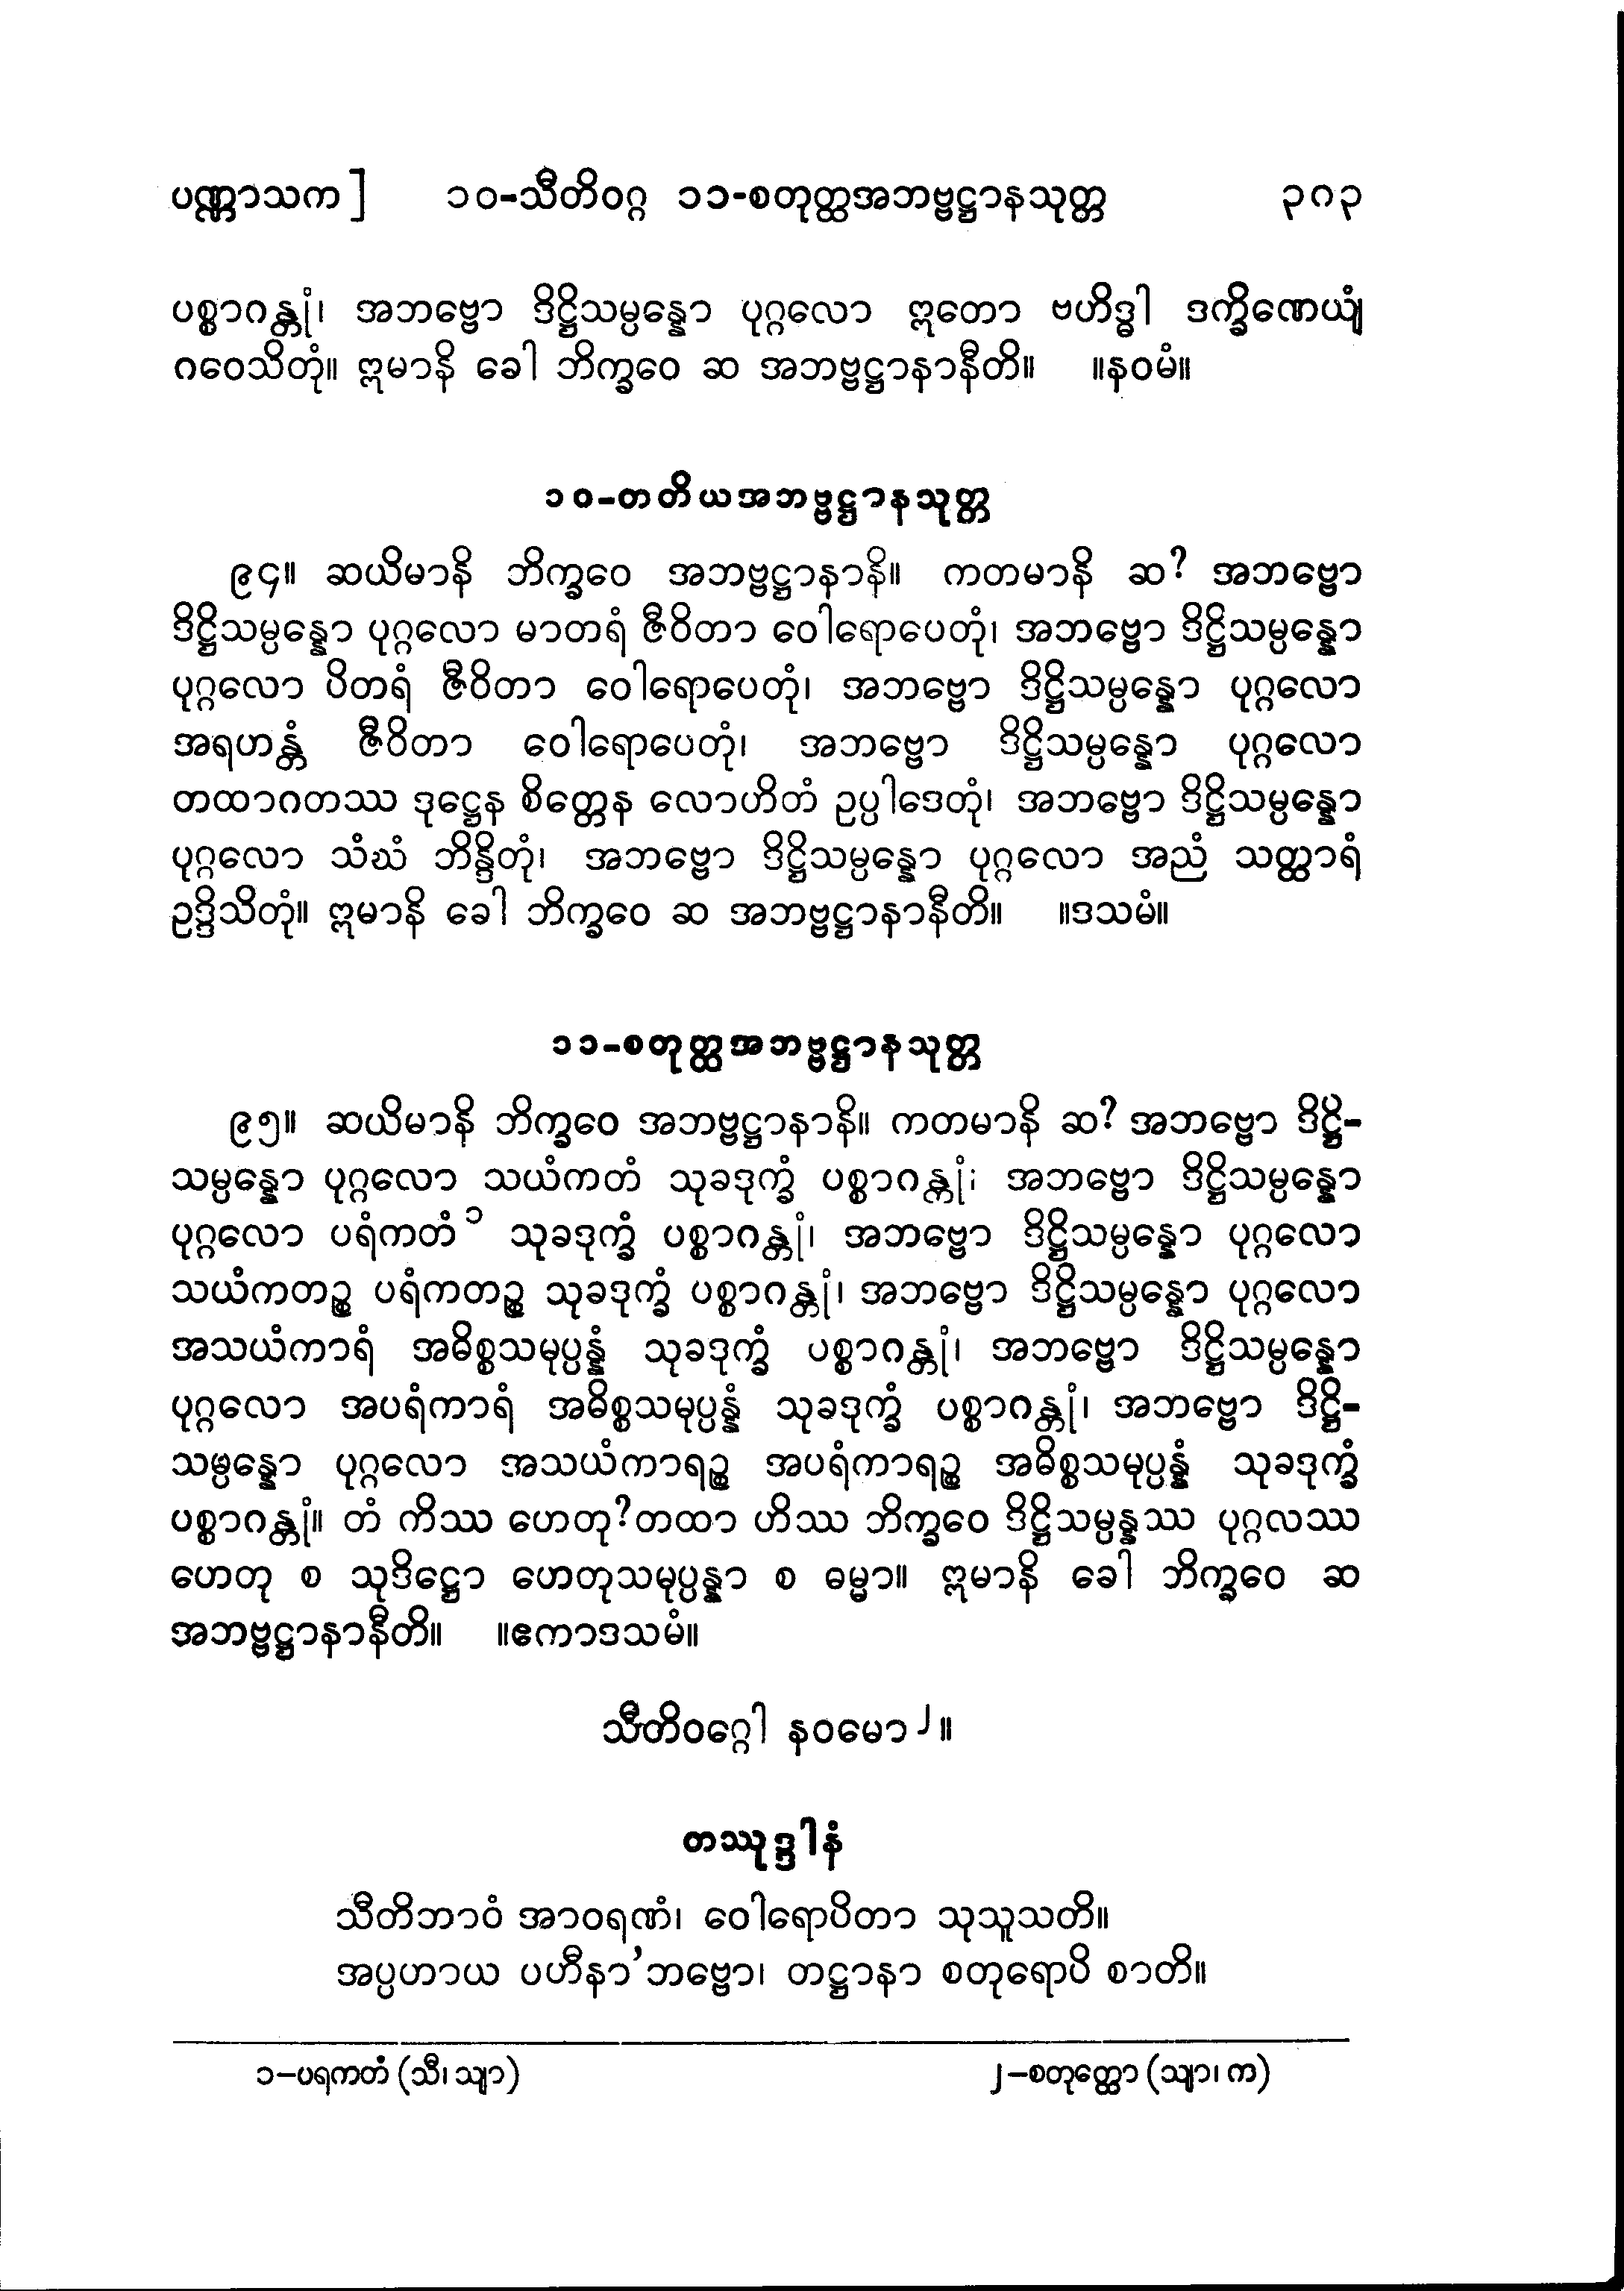 ပဏ္ဏာသက] ၁၀-သီတိဝဂ္ဂ ၁၁-စတုတ္ထအဘဗ္ဗဋ္ဌာနသုတ္တ ၃၈၃
ပစ္စာဂန္တုံ၊ အဘဗ္ဗော ဒိဋ္ဌိသမ္ပန္နော ပုဂ္ဂလော ဣတော ဗဟိဒ္ဓါ ဒက္ခိဏေယျံ
ဂဝေသိတုံ။ ဣမာနိ ခေါ ဘိက္ခဝေ ဆ အဘဗ္ဗဋ္ဌာနာနီတိ။ ။နဝမံ။
၁၀-တတိယအဘဗ္ဗဋ္ဌာနသုတ္တ
၉၄။ ဆယိမာနိ ဘိက္ခဝေ အဘဗ္ဗဋ္ဌာနာနိ။ ကတမာနိ ဆ? အဘဗ္ဗော
ဒိဋ္ဌိသမ္ပန္နော ပုဂ္ဂလော မာတရံ ဇီဝိတာ ဝေါရောပေတုံ၊ အဘဗ္ဗော ဒိဋ္ဌိသမ္ပန္နော
ပုဂ္ဂလော ပိတရံ ဇီဝိတာ ဝေါရောပေတုံ၊ အဘဗ္ဗော ဒိဋ္ဌိသမ္ပန္နော ပုဂ္ဂလော
အရဟန္တံ ဇီဝိတာ ဝေါရောပေတုံ၊ အဘဗ္ဗော ဒိဋ္ဌိသမ္ပန္နော ပုဂ္ဂလော
တထာဂတဿ ဒုဋ္ဌေန စိတ္တေန လောဟိတံ ဥပ္ပါဒေတုံ၊ အဘဗ္ဗော ဒိဋ္ဌိသမ္ပန္နော
ပုဂ္ဂလော သံဃံ ဘိန္ဒိတုံ၊ အဘဗ္ဗော ဒိဋ္ဌိသမ္ပန္နော ပုဂ္ဂလော အညံ သတ္ထာရံ
ဥဒ္ဒိသိတုံ။ ဣမာနိ ခေါ ဘိက္ခဝေ ဆ အဘဗ္ဗဋ္ဌာနာနီတိ။ ။ဒသမံ။
၁၁-စတုတ္ထအဘဗ္ဗဋ္ဌာနသုတ္တ
၉၅။ ဆယိမာနိ ဘိက္ခဝေ အဘဗ္ဗဋ္ဌာနာနိ။ ကတမာနိ ဆ? အဘဗ္ဗော ဒိဋ္ဌိ-
သမ္ပန္နော ပုဂ္ဂလော သယံကတံ သုခဒုက္ခံ ပစ္စာဂန္တုံ၊ အဘဗ္ဗော ဒိဋ္ဌိသမ္ပန္နော
ပုဂ္ဂလော ပရံကတံ ၁ သုခဒုက္ခံ ပစ္စာဂန္တုံ၊ အဘဗ္ဗော ဒိဋ္ဌိသမ္ပန္နော ပုဂ္ဂလော
သယံကတဉ္စ ပရံကတဉ္စ သုခဒုက္ခံ ပစ္စာဂန္တုံ၊ အဘဗ္ဗော ဒိဋ္ဌိသမ္ပန္နော ပုဂ္ဂလော
အသယံကာရံ အဓိစ္စသမုပ္ပန္နံ သုခဒုက္ခံ ပစ္စာဂန္တုံ၊ အဘဗ္ဗော ဒိဋ္ဌိသမ္ပန္နော
ပုဂ္ဂလော အပရံကာရံ အဓိစ္စသမုပ္ပန္နံ သုခဒုက္ခံ ပစ္စာဂန္တုံ၊ အဘဗ္ဗော ဒိဋ္ဌိ-
သမ္ပန္နော ပုဂ္ဂလော အသယံကာရဉ္စ အပရံကာရဉ္စ အဓိစ္စသမုပ္ပန္နံ သုခဒုက္ခံ
ပစ္စာဂန္တုံ။ တံ ကိဿ ဟေတု?တထာ ဟိဿ ဘိက္ခဝေ ဒိဋ္ဌိသမ္ပန္နဿ ပုဂ္ဂလဿ
ဟေတု စ သုဒိဋ္ဌော ဟေတုသမုပ္ပန္နာ စ ဓမ္မာ။ ဣမာနိ ခေါ ဘိက္ခဝေ ဆ
အဘဗ္ဗဋ္ဌာနာနီတိ။ ။ဧကာဒသမံ။
သီတိဝဂ္ဂေါ နဝမော ၂။
တဿုဒ္ဒါနံ
သီတိဘာဝံ အာဝရဏံ၊ ဝေါရောပိတာ သုသူသတိ။
အပ္ပဟာယ ပဟီနာ’ဘဗ္ဗော၊ တဋ္ဌာနာ စတုရောပိ စာတိ။
၁−ပရကတံ (သီ၊ သျာ) ၂−စတုတ္ထော (သျာ၊ က)